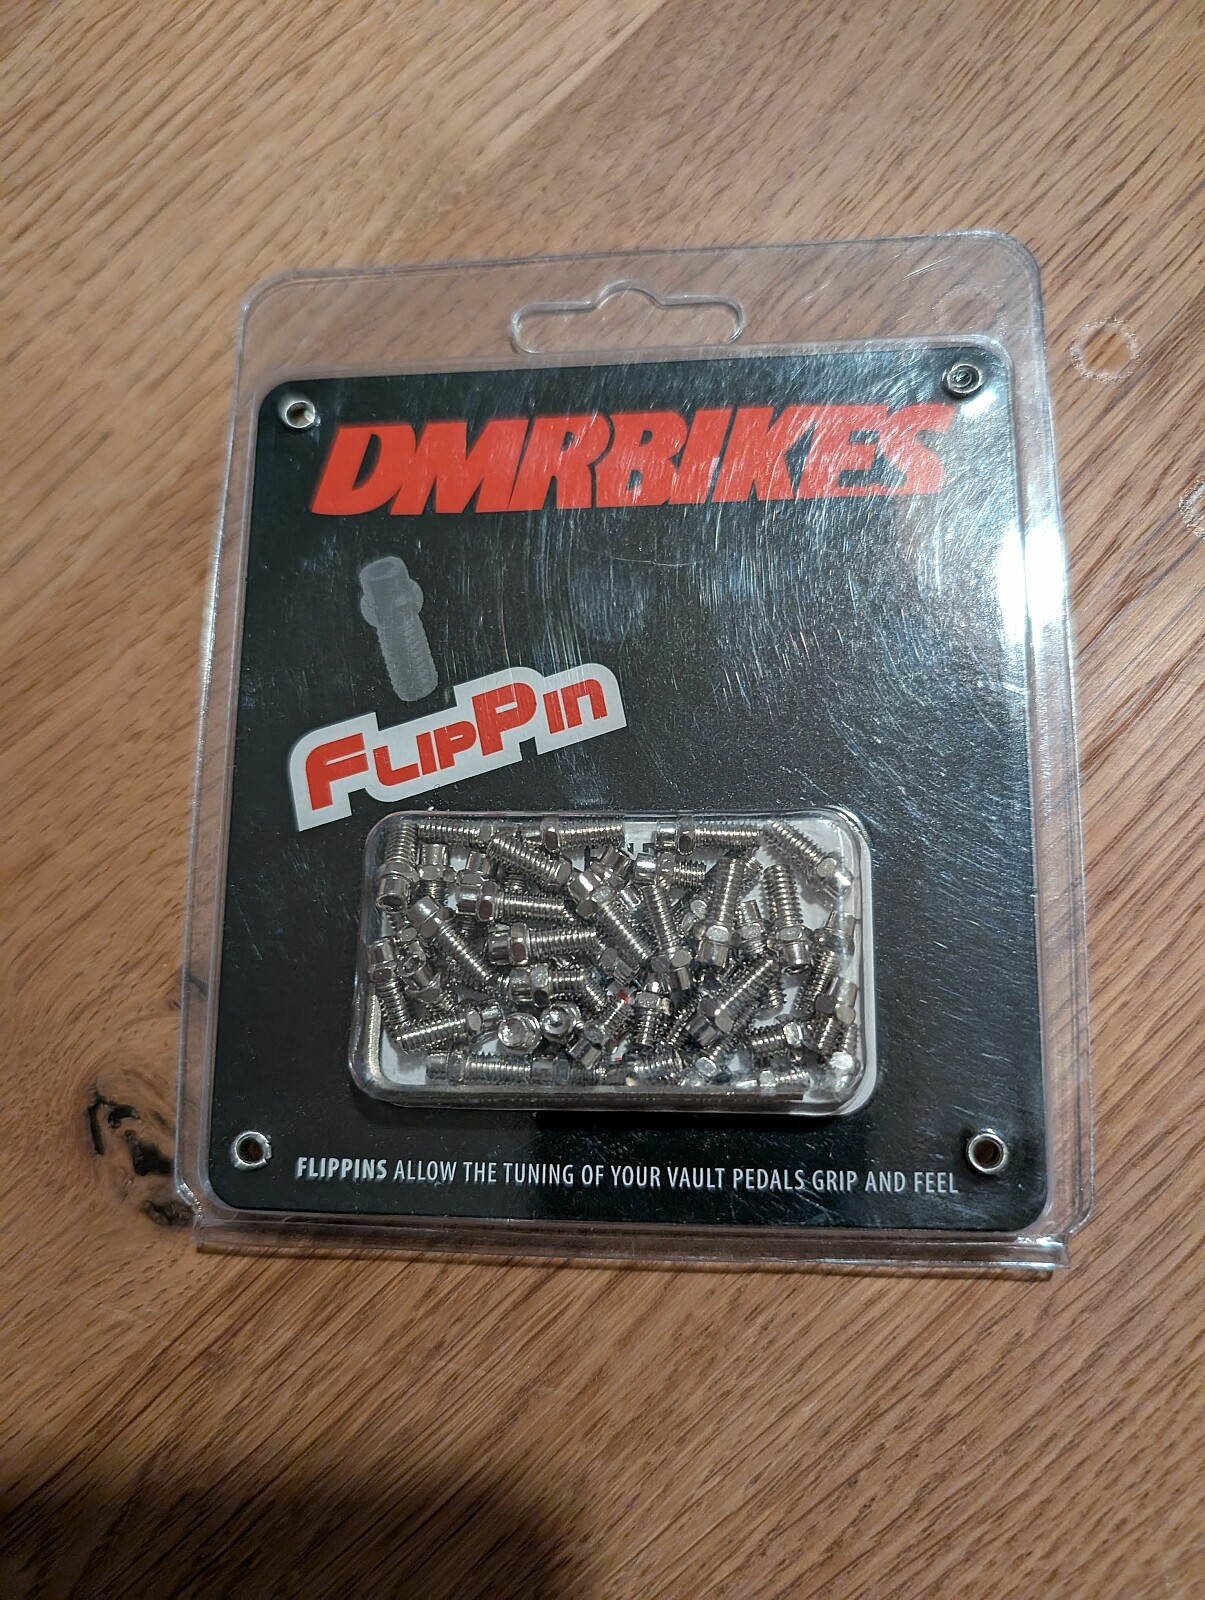 DMRBIKES
FLIPPIN
FLIPPINS ALLOW THE TUNING OF YOUR VAULT PEDALS GRIP AND FEEL